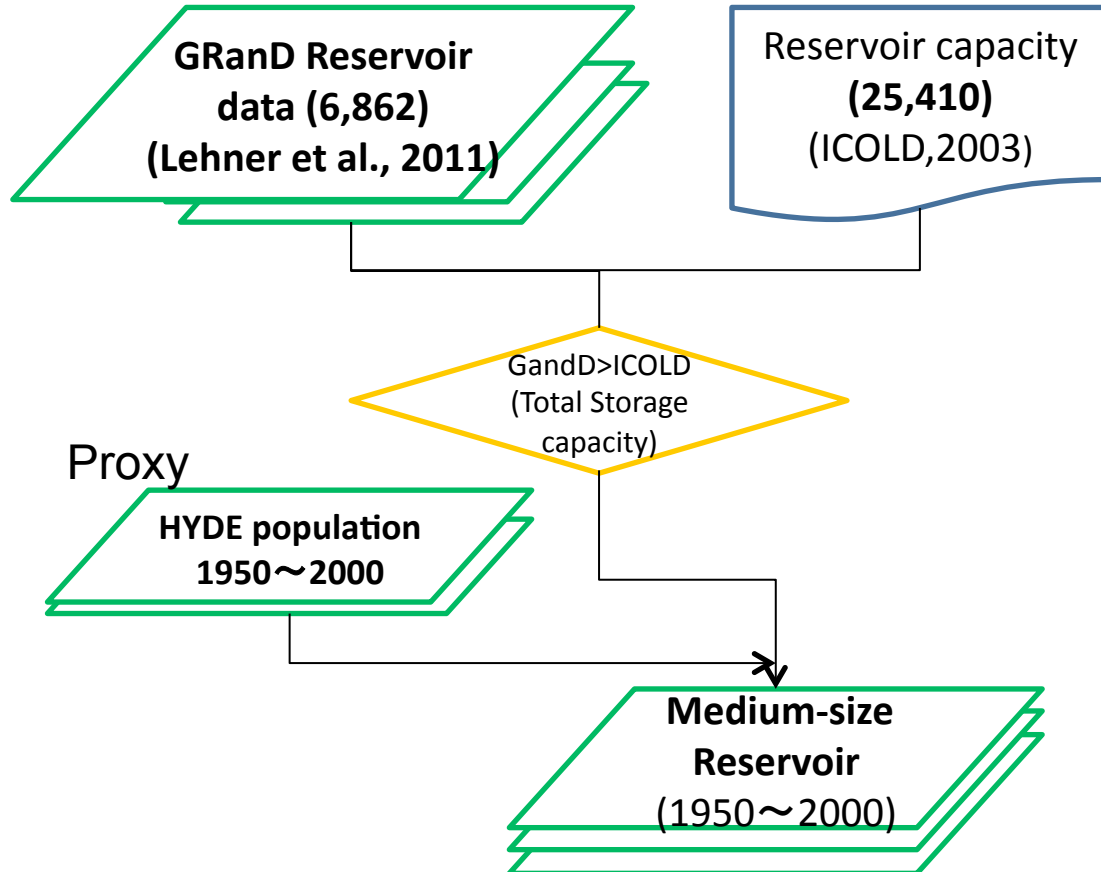 GRanD Reservoir
data (6,862)
(Lehner et al., 2011)
Reservoir capacity
(25,410)
(ICOLD,2003)
GandD>ICOLD
(Total Storage
capacity)
Proxy
HYDE population
1950～2000
Medium-size
Reservoir
(1950～2000)